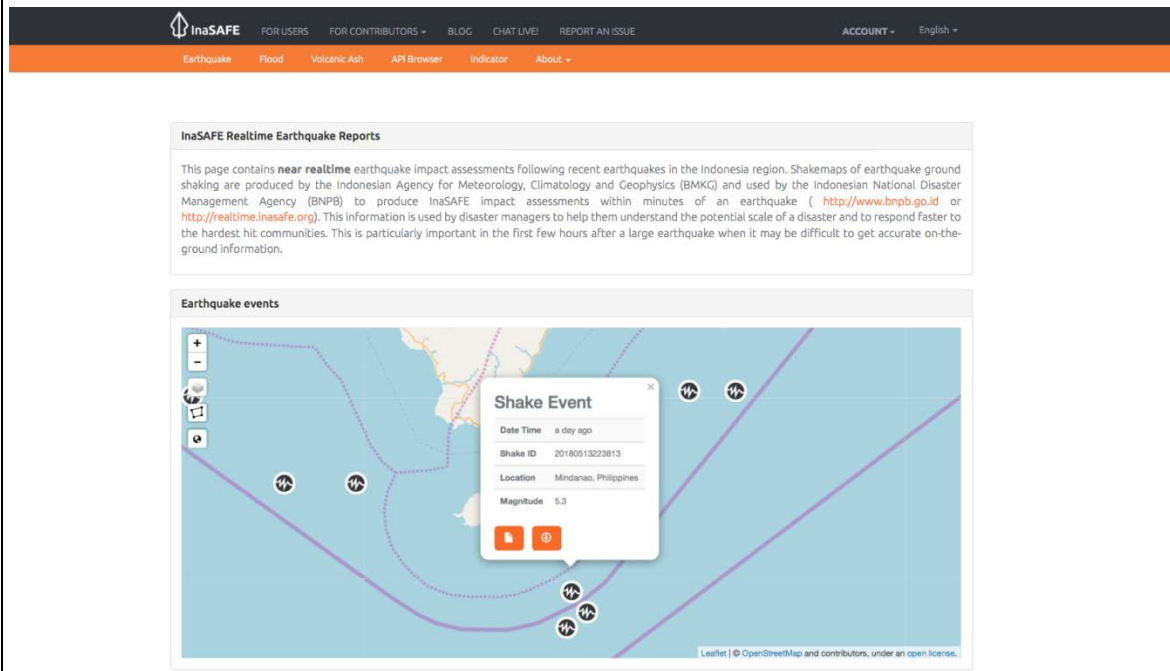 InaSAFE FOR USERS FOR CONTRIBUTORS BLOG CHAT LIVE! REPORT AN ISSUE ACCOUNT English
Earthquake Flood Volcanic Ash API Browser Indicator About
InaSAFE Realtime Earthquake Reports
This page contains near realtime earthquake impact assessments following recent earthquakes in the Indonesia region. Shakemaps of earthquake ground
shaking are produced by the Indonesian Agency for Meteorology, Climatology and Geophysics (BMKG) and used by the Indonesian National Disaster
Management Agency (BNPB) to produce InaSAFE impact assessments within minutes of an earthquake ( http://www.bnpb.go.id or
http://realtime.inasafe.org). This information is used by disaster managers to help them understand the potential scale of a disaster and to respond faster to
the hardest hit communities. This is particularly important in the first few hours after a large earthquake when it may be difficult to get accurate on-the-
ground information.
Earthquake events
+
−
×
Shake Event
Date Time a day ago
Shake ID 20180513223813
Location Mindanao, Philippines
Magnitude 5.3
Leaflet | © OpenStreetMap and contributors, under an open license.